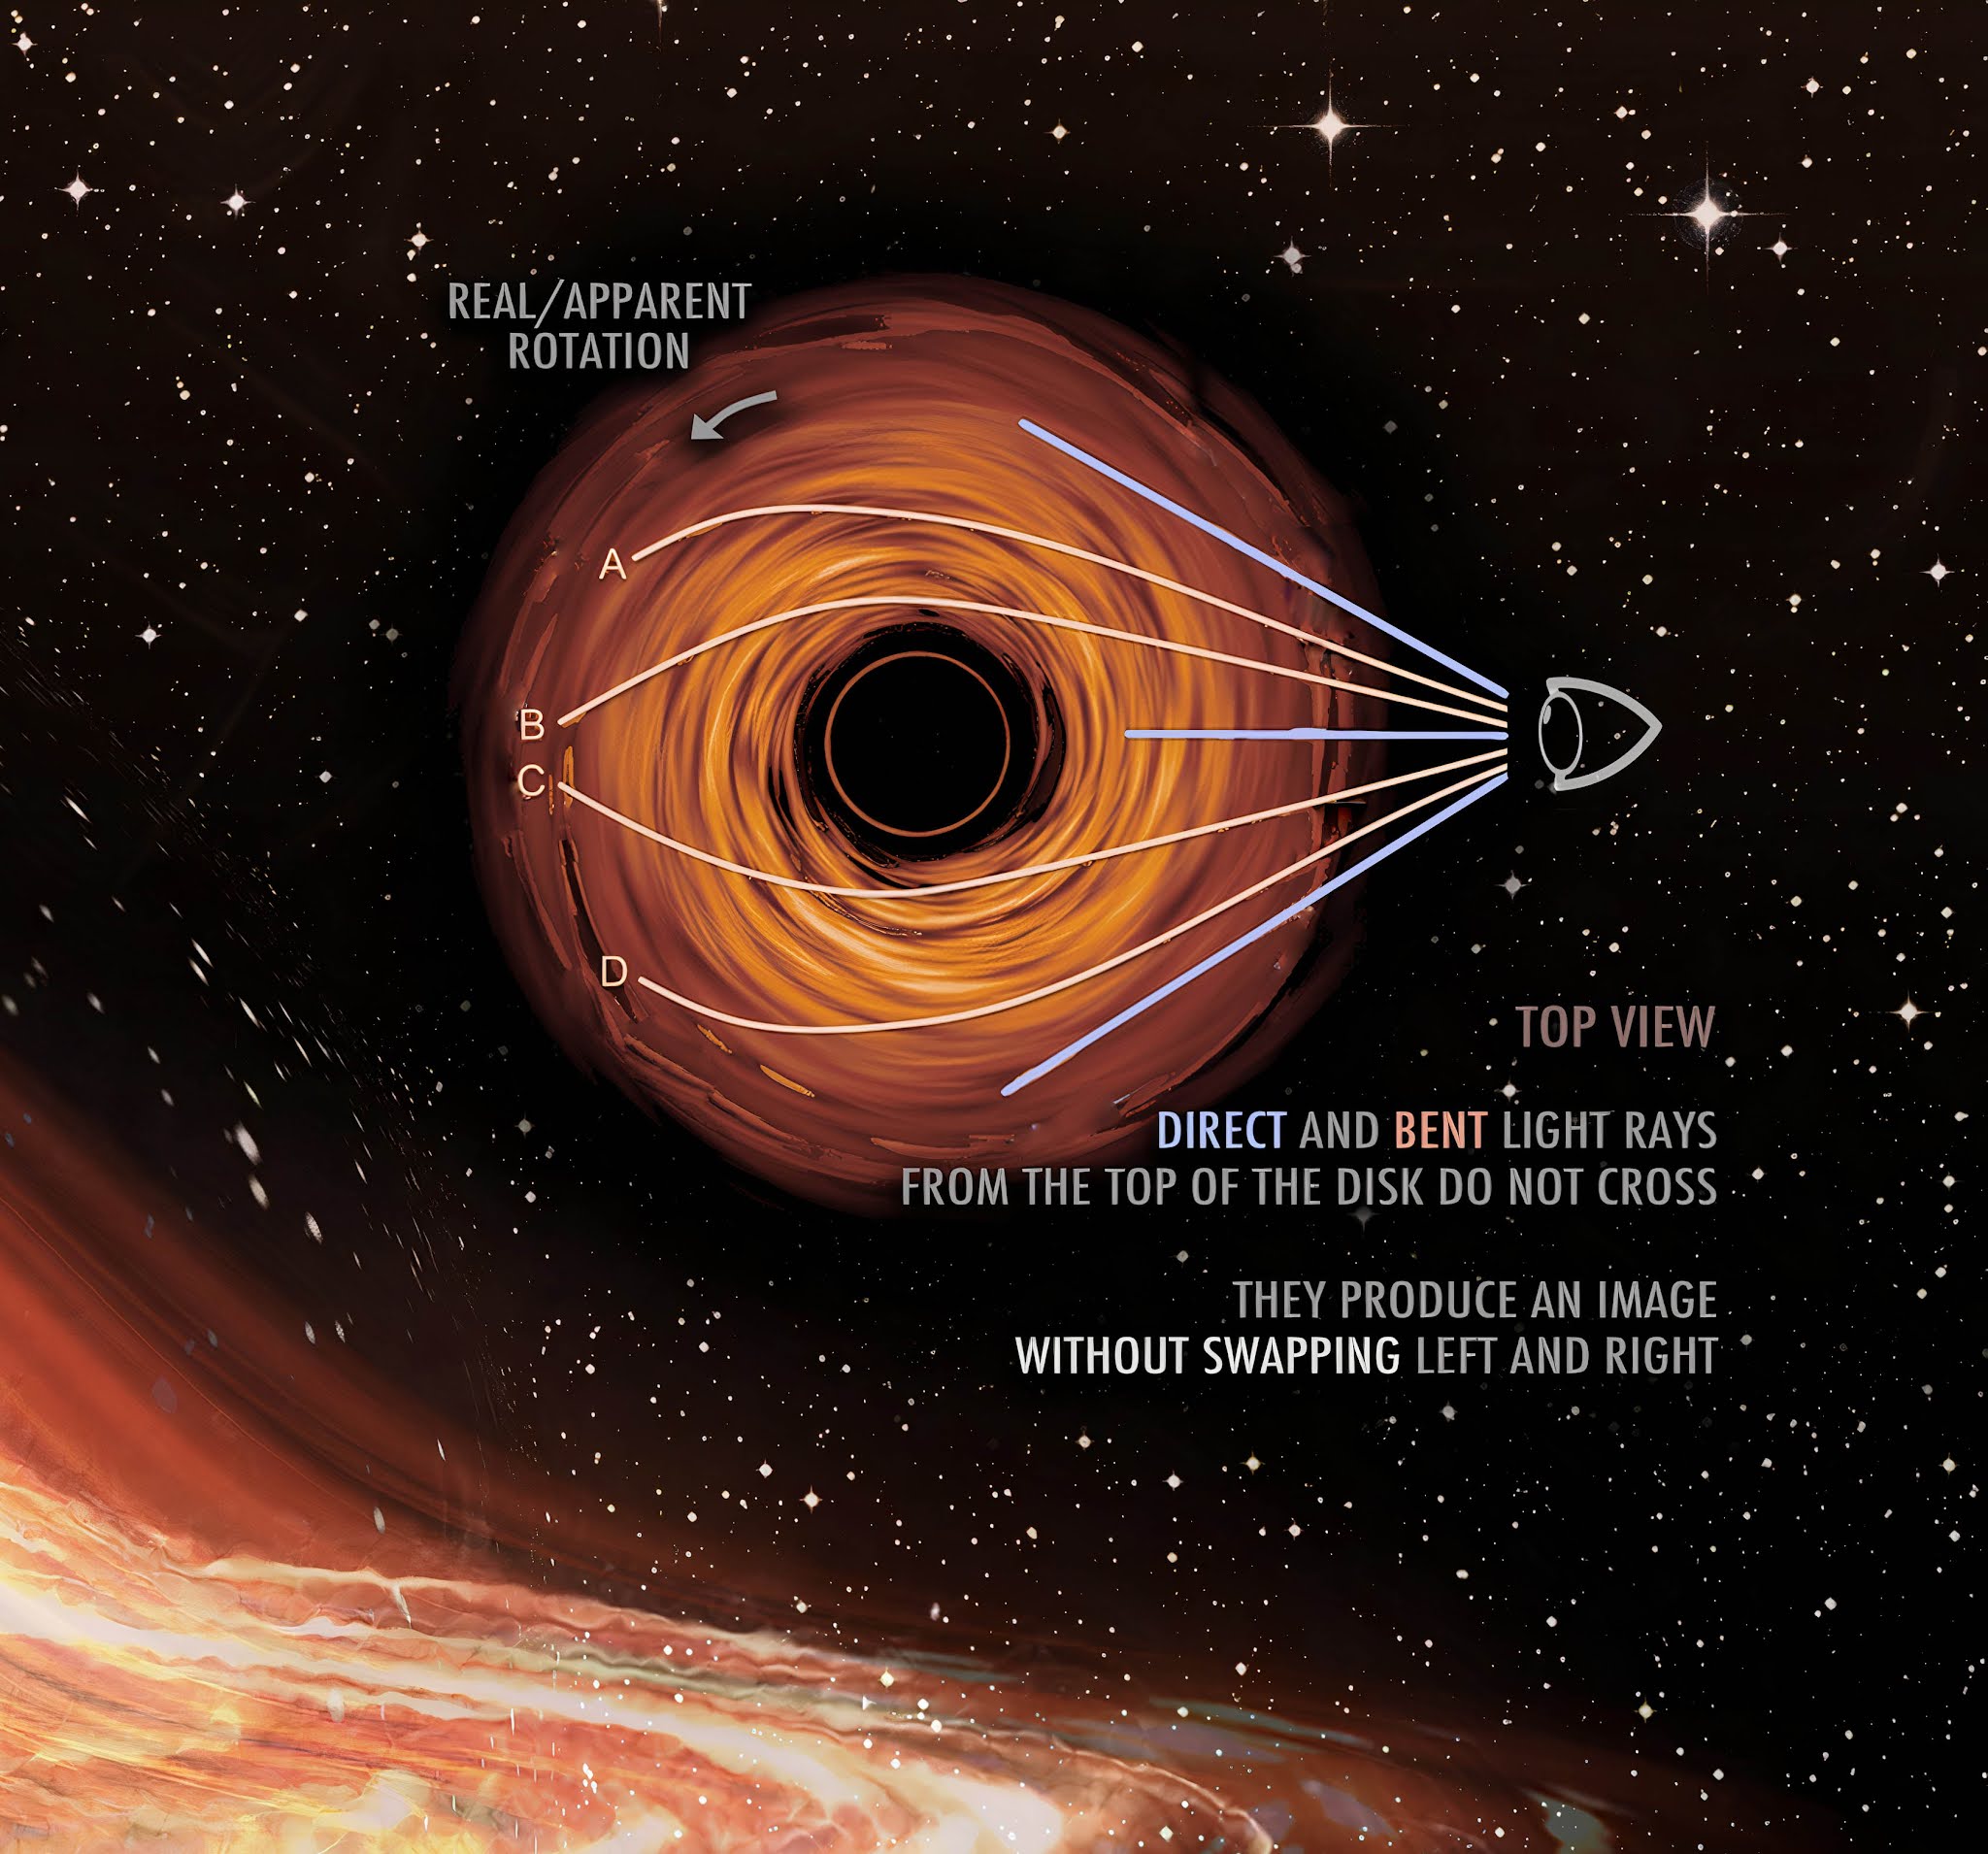 REAL/APPARENT
ROTATION
A
B
C
D
TOP VIEW
DIRECT AND BENT LIGHT RAYS
FROM THE TOP OF THE DISK DO NOT CROSS
THEY PRODUCE AN IMAGE
WITHOUT SWAPPING LEFT AND RIGHT